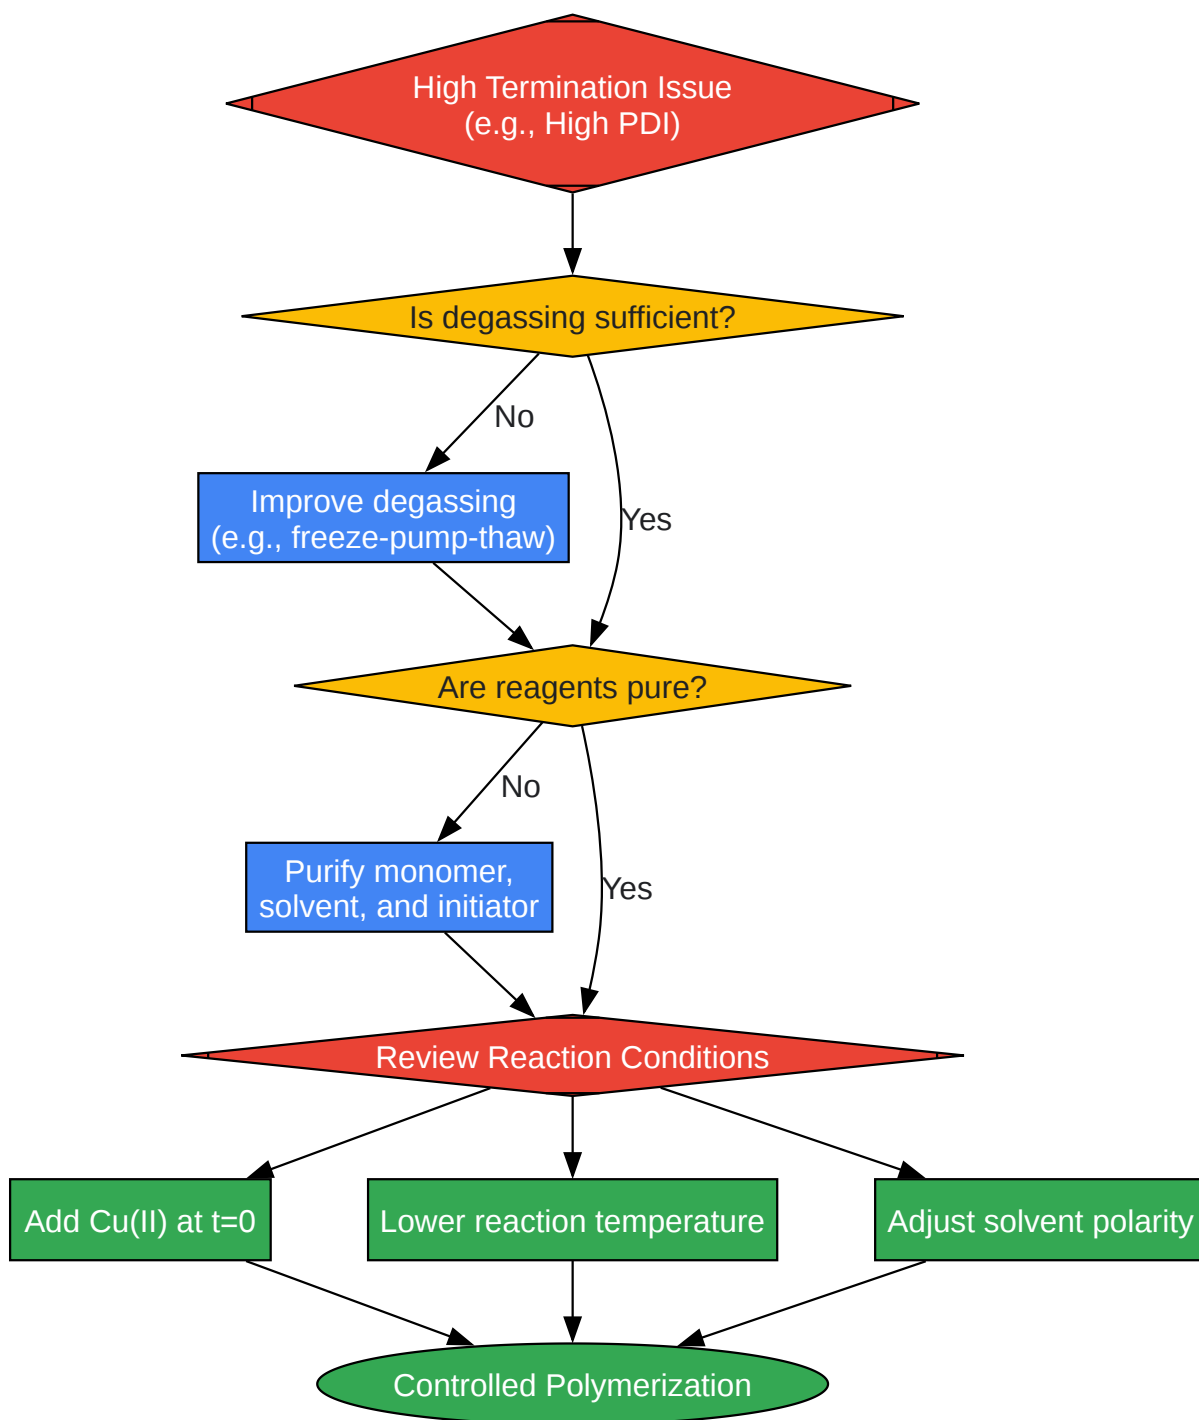 High Termination Issue
(e.g., High PDI)
Is degassing sufficient?
No
Improve degassing
(e.g., freeze-pump-thaw)
Yes
Are reagents pure?
No
Purify monomer,
solvent, and initiator
Yes
Review Reaction Conditions
Add Cu(II) at t=0
Lower reaction temperature
Adjust solvent polarity
Controlled Polymerization